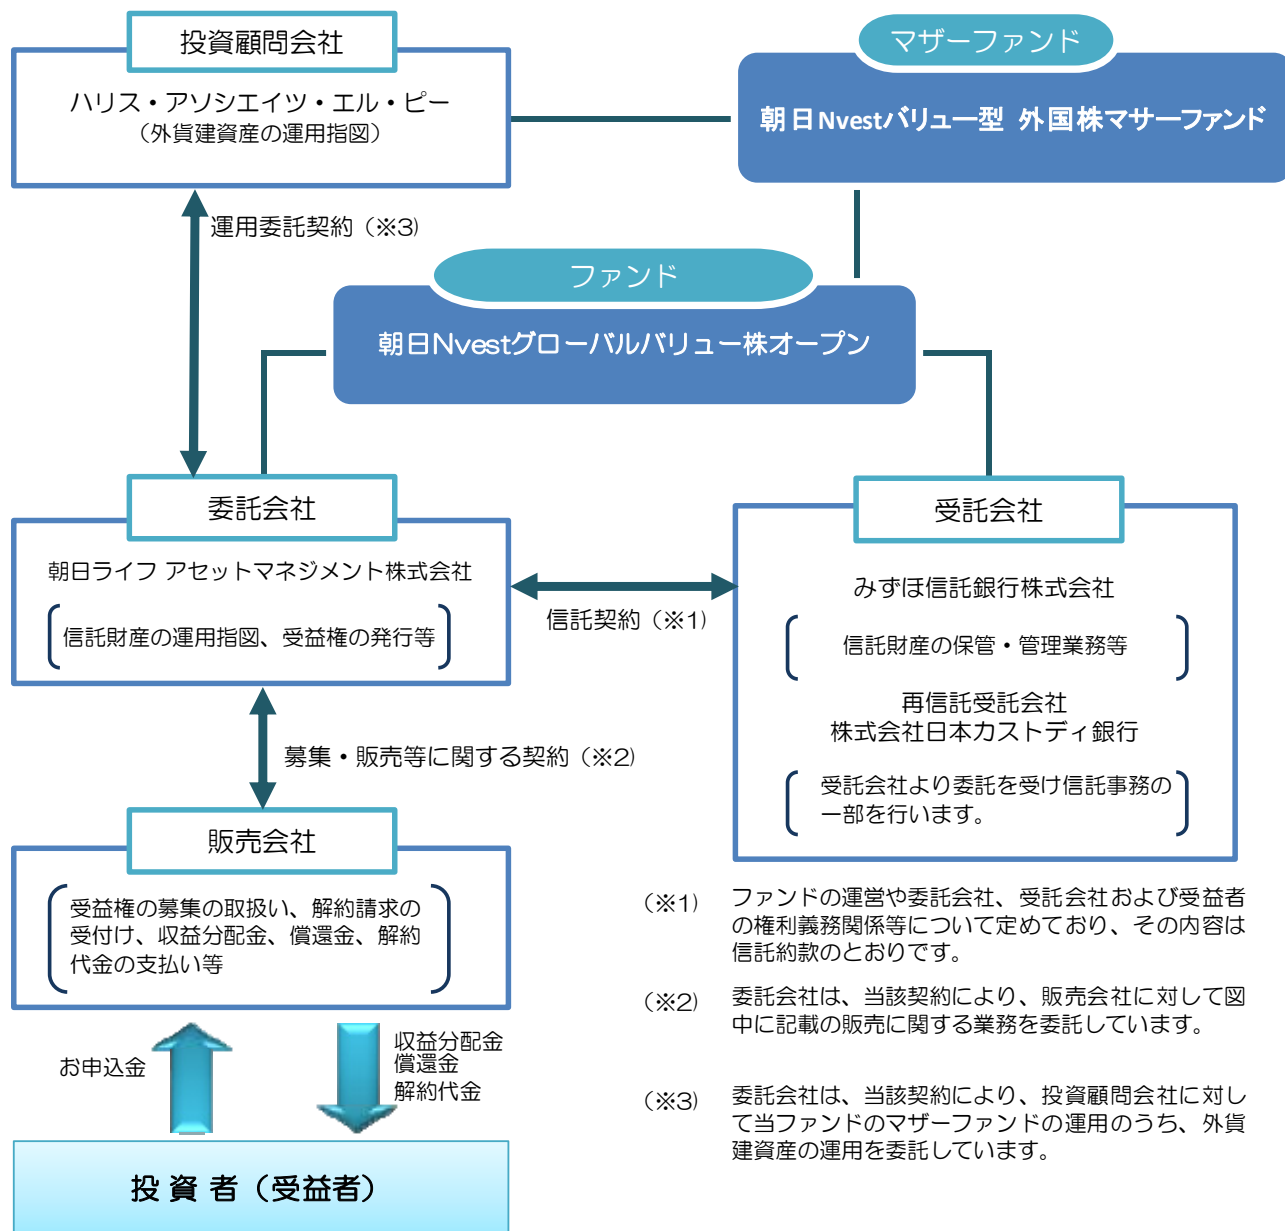 投資顧問会社
ハリス・アソシエイツ・エル・ピー
（外貨建資産の運用指図）
マザーファンド
朝日Nvestバリュー型 外国株マサーファンド
運用委託契約（※3）
ファンド
朝日Nvestグローバルバリュー株オープン
委託会社
朝日ライフ アセットマネジメント株式会社
信託財産の運用指図、受益権の発行等
信託契約（※1）
受託会社
みずほ信託銀行株式会社
信託財産の保管・管理業務等
再信託受託会社
株式会社日本カストディ銀行
受託会社より委託を受け信託事務の
一部を行います。
募集・販売等に関する契約（※2）
販売会社
受益権の募集の取扱い、解約請求の
受付け、収益分配金、償還金、解約
代金の支払い等
お申込金
収益分配金
償還金
解約代金
投 資 者（受益者）
（※1） ファンドの運営や委託会社、受託会社および受益者
の権利義務関係等について定めており、その内容は
信託約款のとおりです。
（※2） 委託会社は、当該契約により、販売会社に対して図
中に記載の販売に関する業務を委託しています。
（※3） 委託会社は、当該契約により、投資顧問会社に対し
て当ファンドのマザーファンドの運用のうち、外貨
建資産の運用を委託しています。